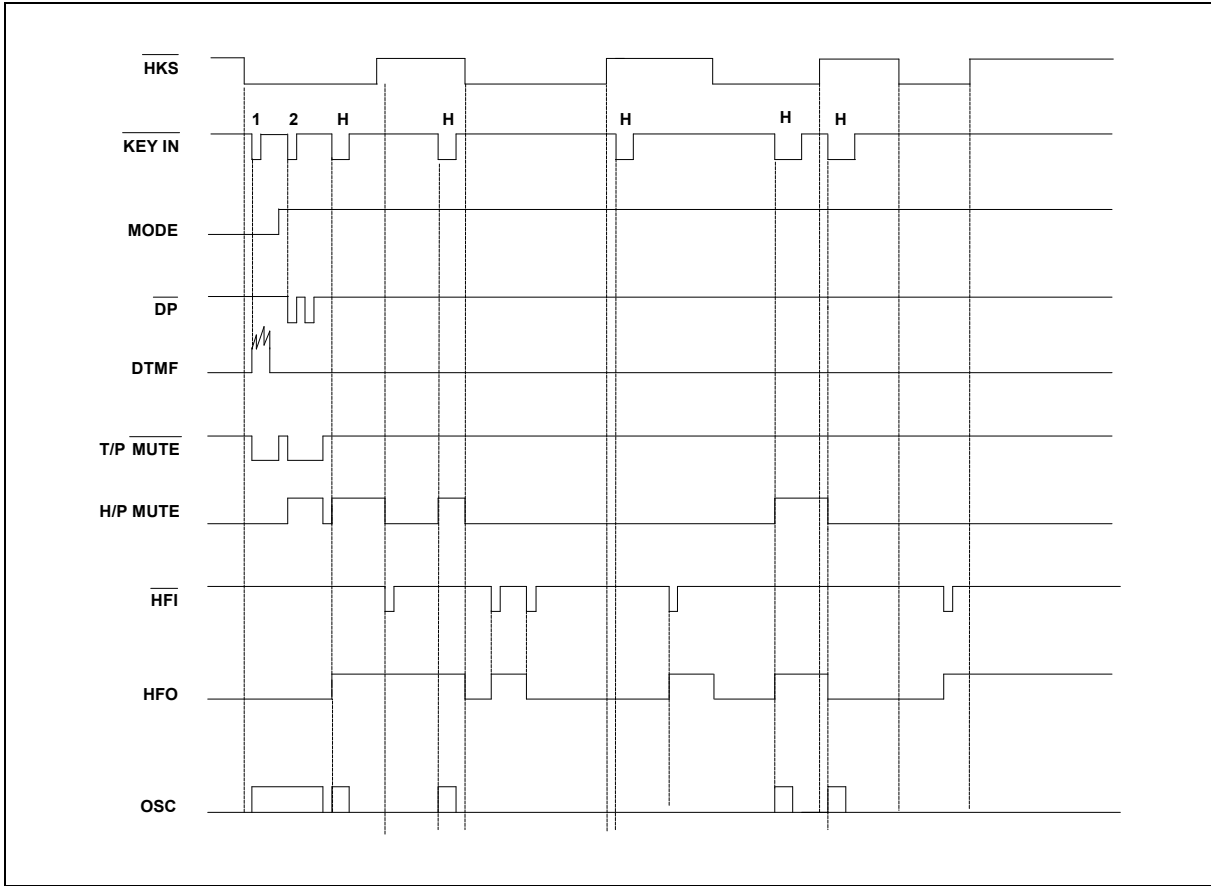 HKS
1 2 H H H H H
KEY IN
MODE
DP
DTMF
T/P MUTE
H/P MUTE
HFI
HFO
OSC